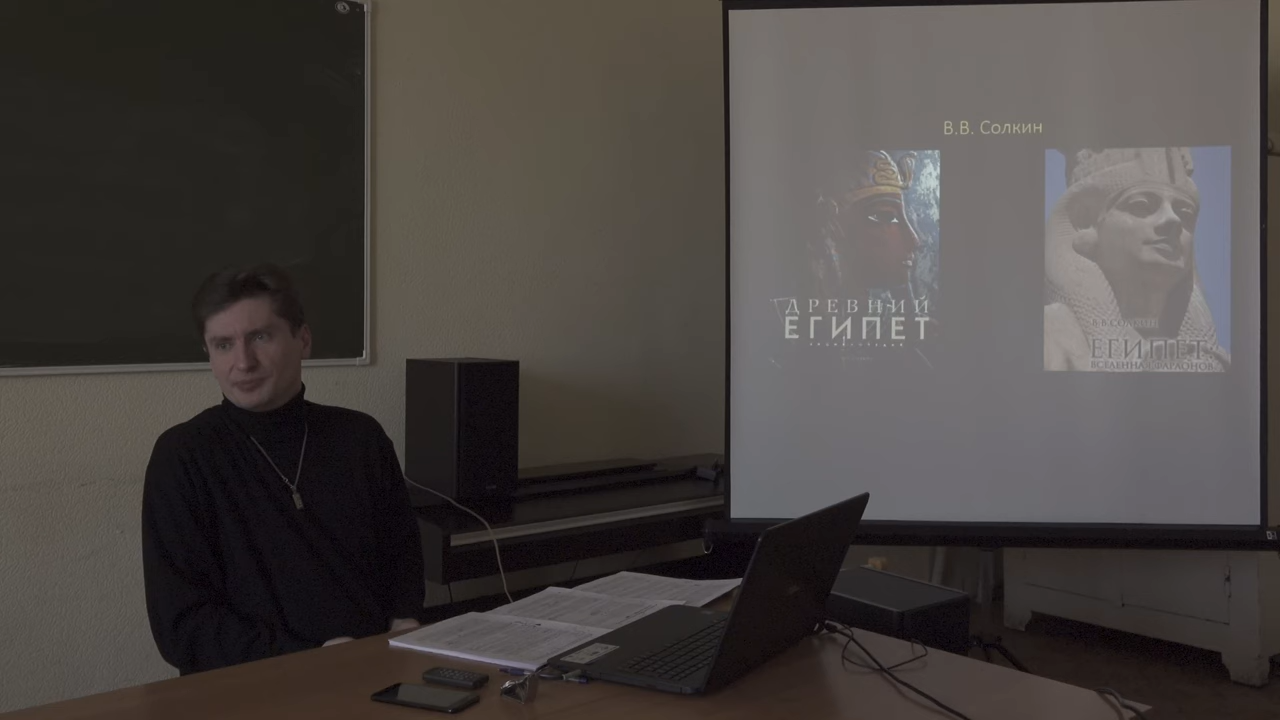 В.В. Солкин
ДРЕВНИЙ
ЕГИПЕТ
В.В. СОЛКИН
ЕГИПЕТ:
ВСЕЛЕННАЯ ФАРАОНОВ